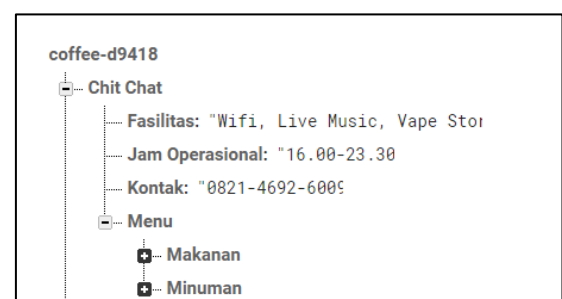 coffee-d9418
Chit Chat
Fasilitas: "Wifi, Live Music, Vape Stor
Jam Operasional: "16.00-23.30
Kontak: "0821-4692-6009
Menu
Makanan
Minuman